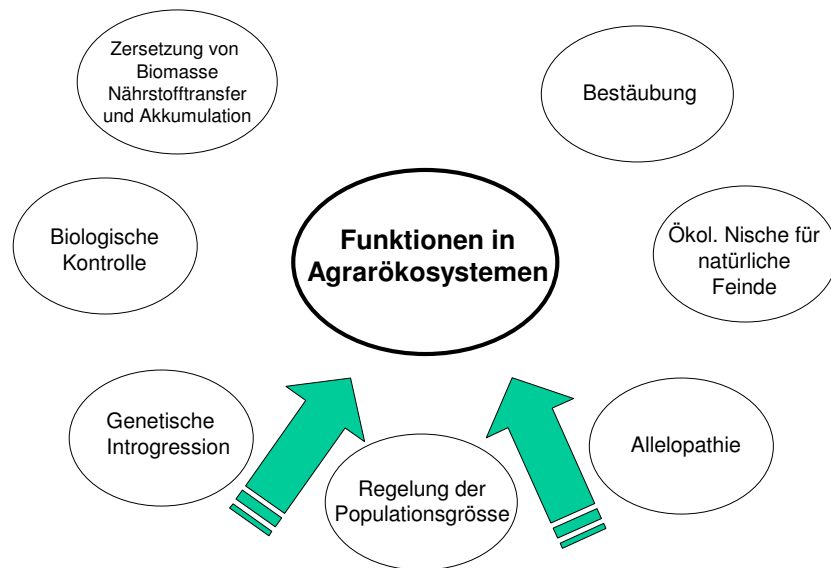 Zersetzung von
Biomasse
Nährstofftransfer
und Akkumulation
Bestäubung
Biologische
Kontrolle
Funktionen in
Agrarökosystemen
Ökol. Nische für
natürliche
Feinde
Genetische
Introgression
Regelung der
Populationsgrösse
Allelopathie